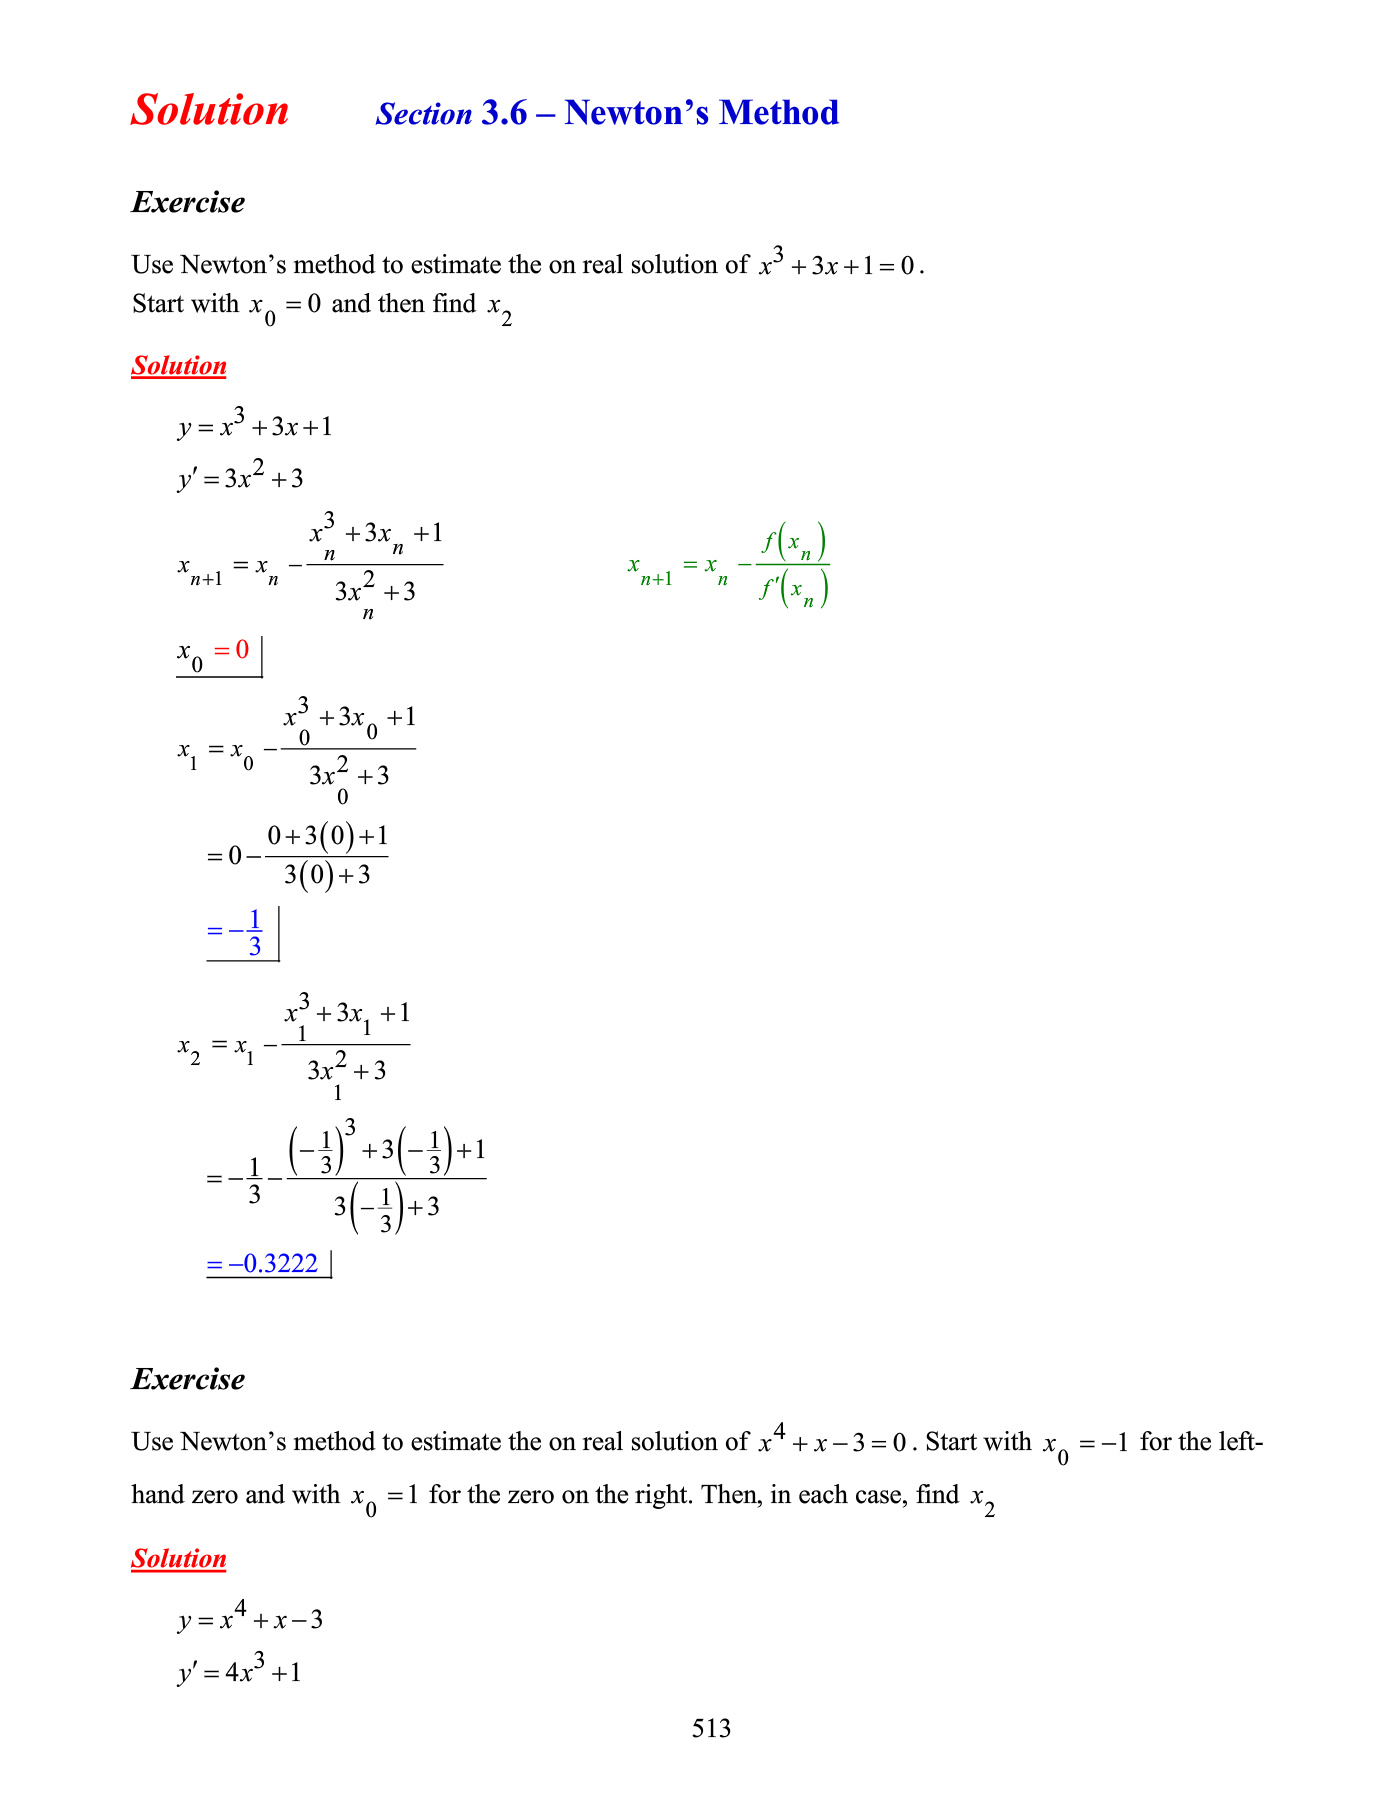 Solution Section 3.6 – Newton's Method
Exercise
Use Newton's method to estimate the on real solution of x^3 + 3x + 1 = 0.
Start with x_0 = 0 and then find x_2
Solution
y = x^3 + 3x + 1
y′ = 3x^2 + 3
x_{n+1} = x_n − \frac{x_n^3 + 3x_n + 1}{3x_n^2 + 3} x_{n+1} = x_n − \frac{f(x_n)}{f′(x_n)}
x_0 = 0
x_1 = x_0 − \frac{x_0^3 + 3x_0 + 1}{3x_0^2 + 3}
= 0 − \frac{0 + 3(0) + 1}{3(0) + 3}
= −\frac{1}{3}
x_2 = x_1 − \frac{x_1^3 + 3x_1 + 1}{3x_1^2 + 3}
= −\frac{1}{3} − \frac{(−\frac{1}{3})^3 + 3(−\frac{1}{3}) + 1}{3(−\frac{1}{3}) + 3}
= −0.3222
Exercise
Use Newton's method to estimate the on real solution of x^4 + x − 3 = 0. Start with x_0 = −1 for the left-
hand zero and with x_0 = 1 for the zero on the right. Then, in each case, find x_2
Solution
y = x^4 + x − 3
y′ = 4x^3 + 1
513